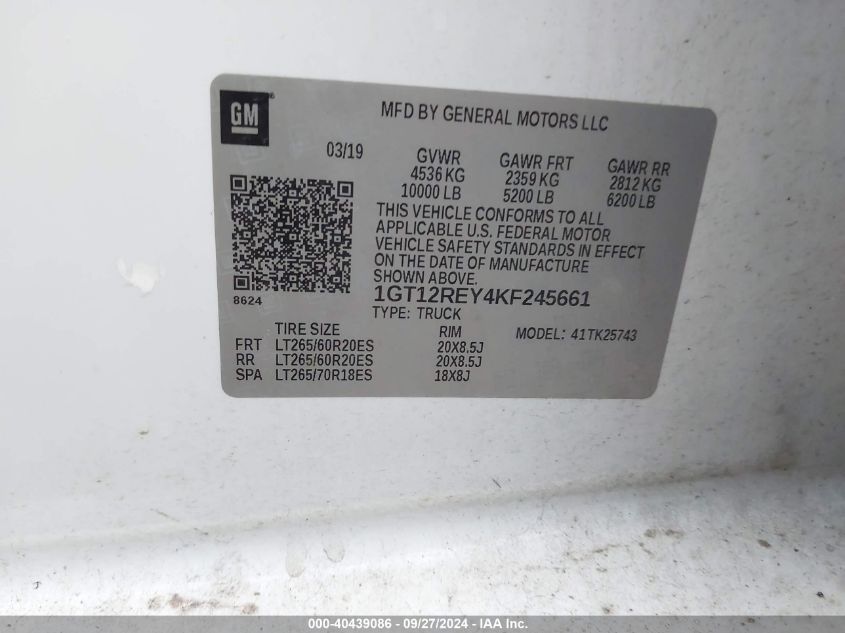 GM
MFD BY GENERAL MOTORS LLC
03/19
GVWR GAWR FRT GAWR RR
4536 KG 2359 KG 2812 KG
10000 LB 5200 LB 6200 LB
THIS VEHICLE CONFORMS TO ALL
APPLICABLE U.S. FEDERAL MOTOR
VEHICLE SAFETY STANDARDS IN EFFECT
ON THE DATE OF MANUFACTURE
SHOWN ABOVE.
8624
1GT12REY4KF245661
TYPE: TRUCK
TIRE SIZE RIM MODEL: 41TK25743
FRT LT265/60R20ES 20X8.5J
RR LT265/60R20ES 20X8.5J
SPA LT265/70R18ES 18X8J
000-40439086 - 09/27/2024 - IAA Inc.